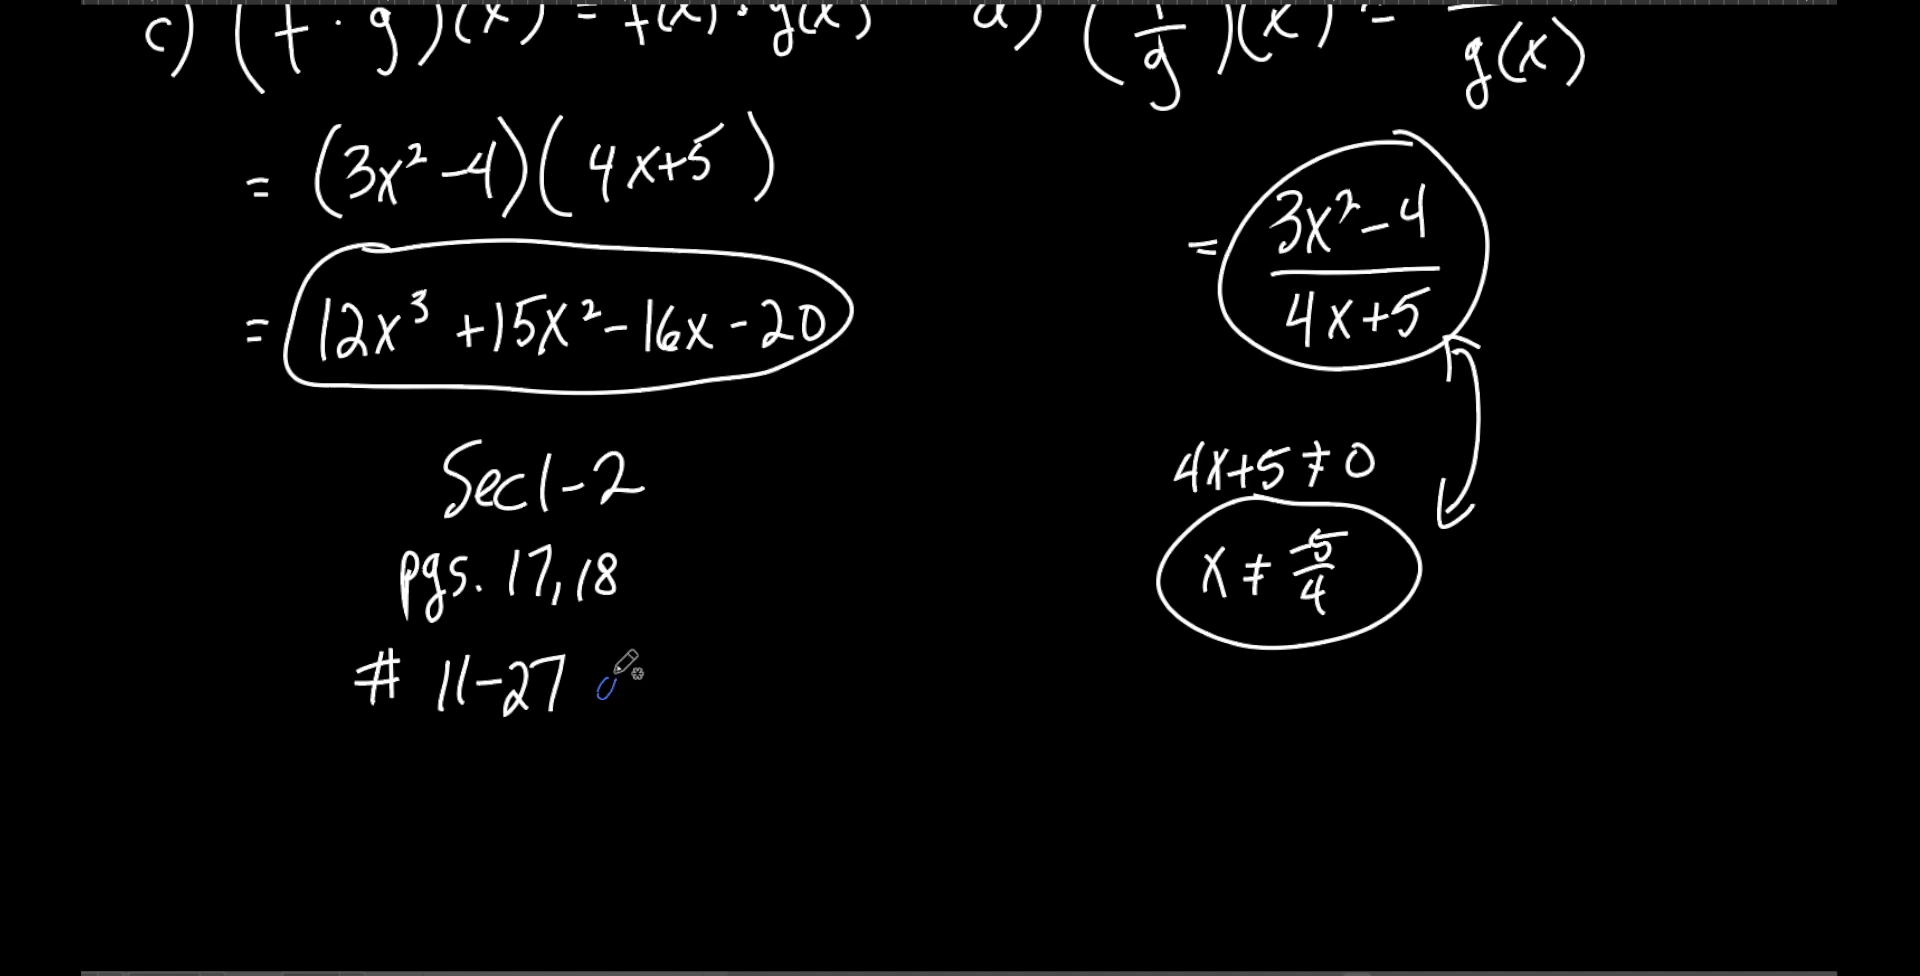 c) (f · g)(x) = f(x) · g(x)
= (3x² -4)( 4x+5 )
= 12x³ +15x² - 16x - 20
Sec 1-2
pgs. 17, 18
# 11-27
d) (f/g)(x) = /g(x)
= 3x² - 4
4x+5
4x+5 ≠ 0
x ≠ 5/4